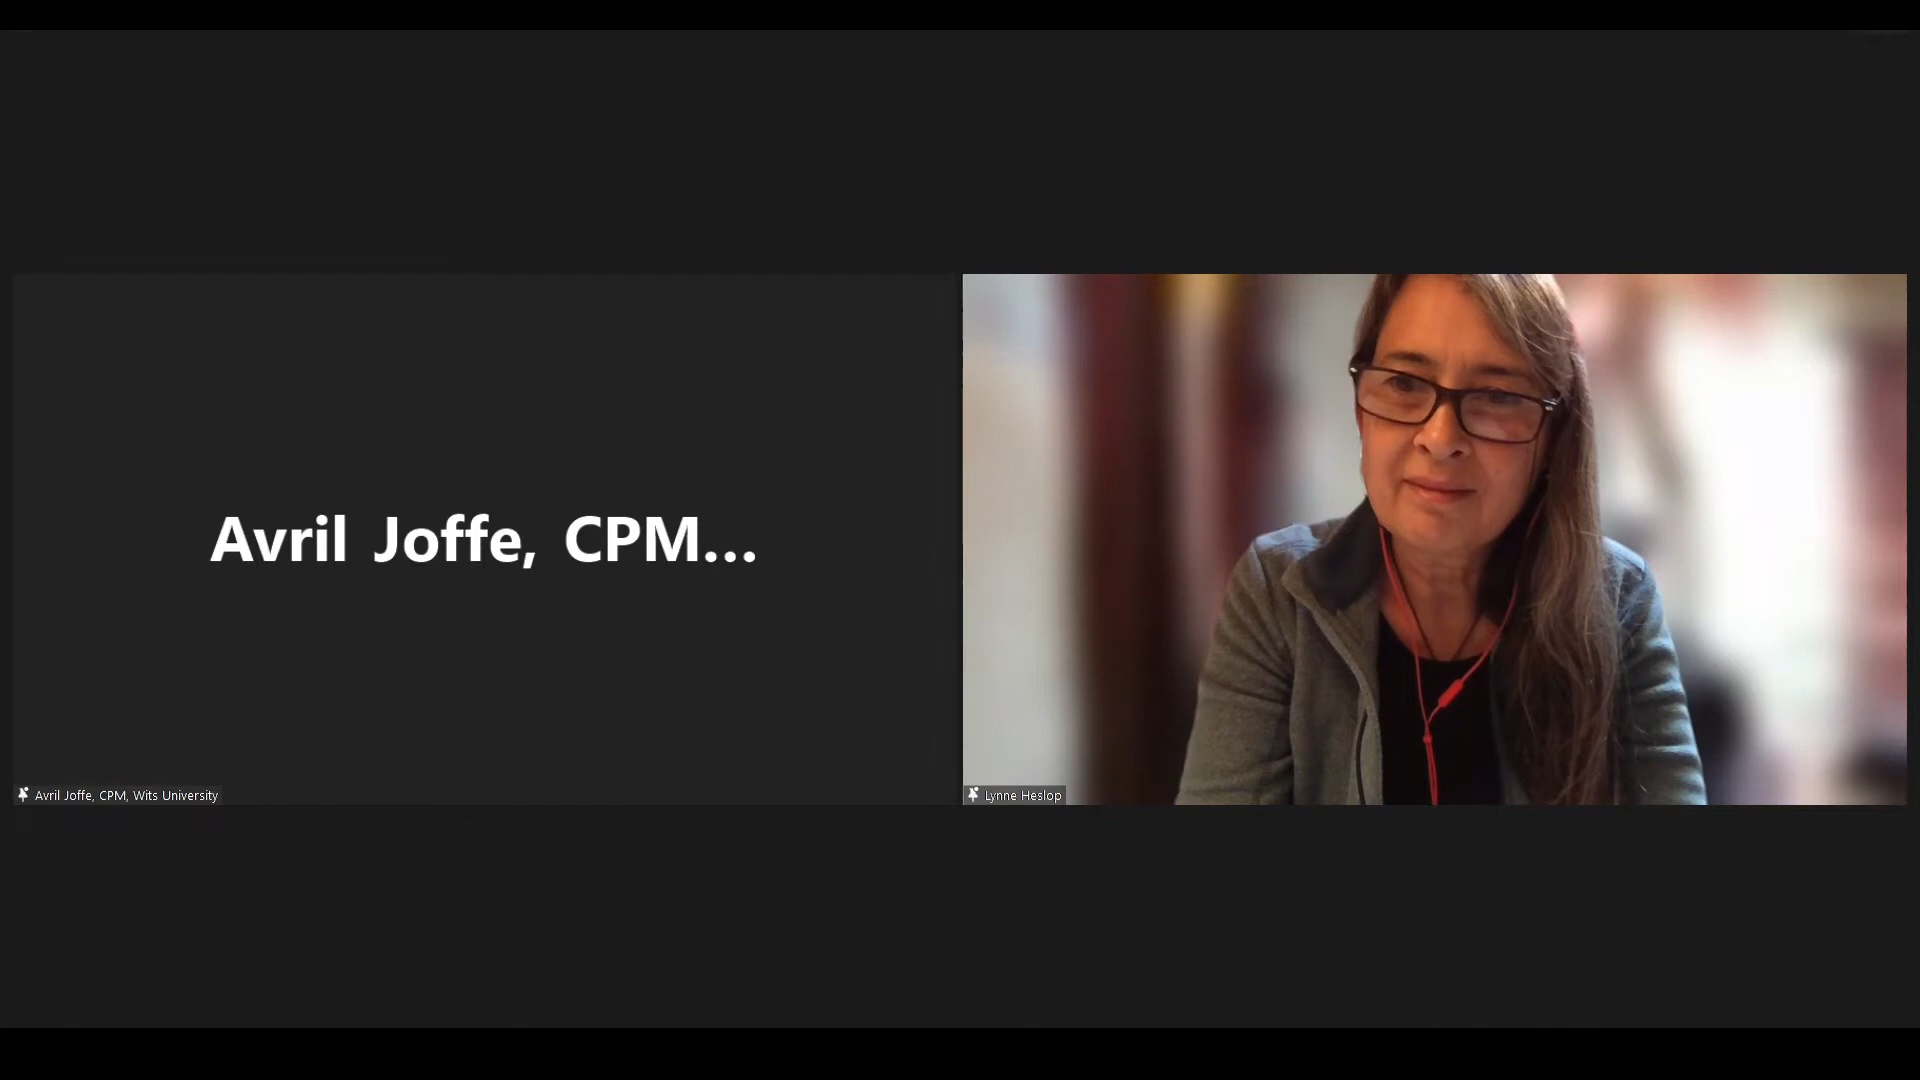 Avril Joffe, CPM...
Avril Joffe, CPM, Wits University
Lynne Heslop